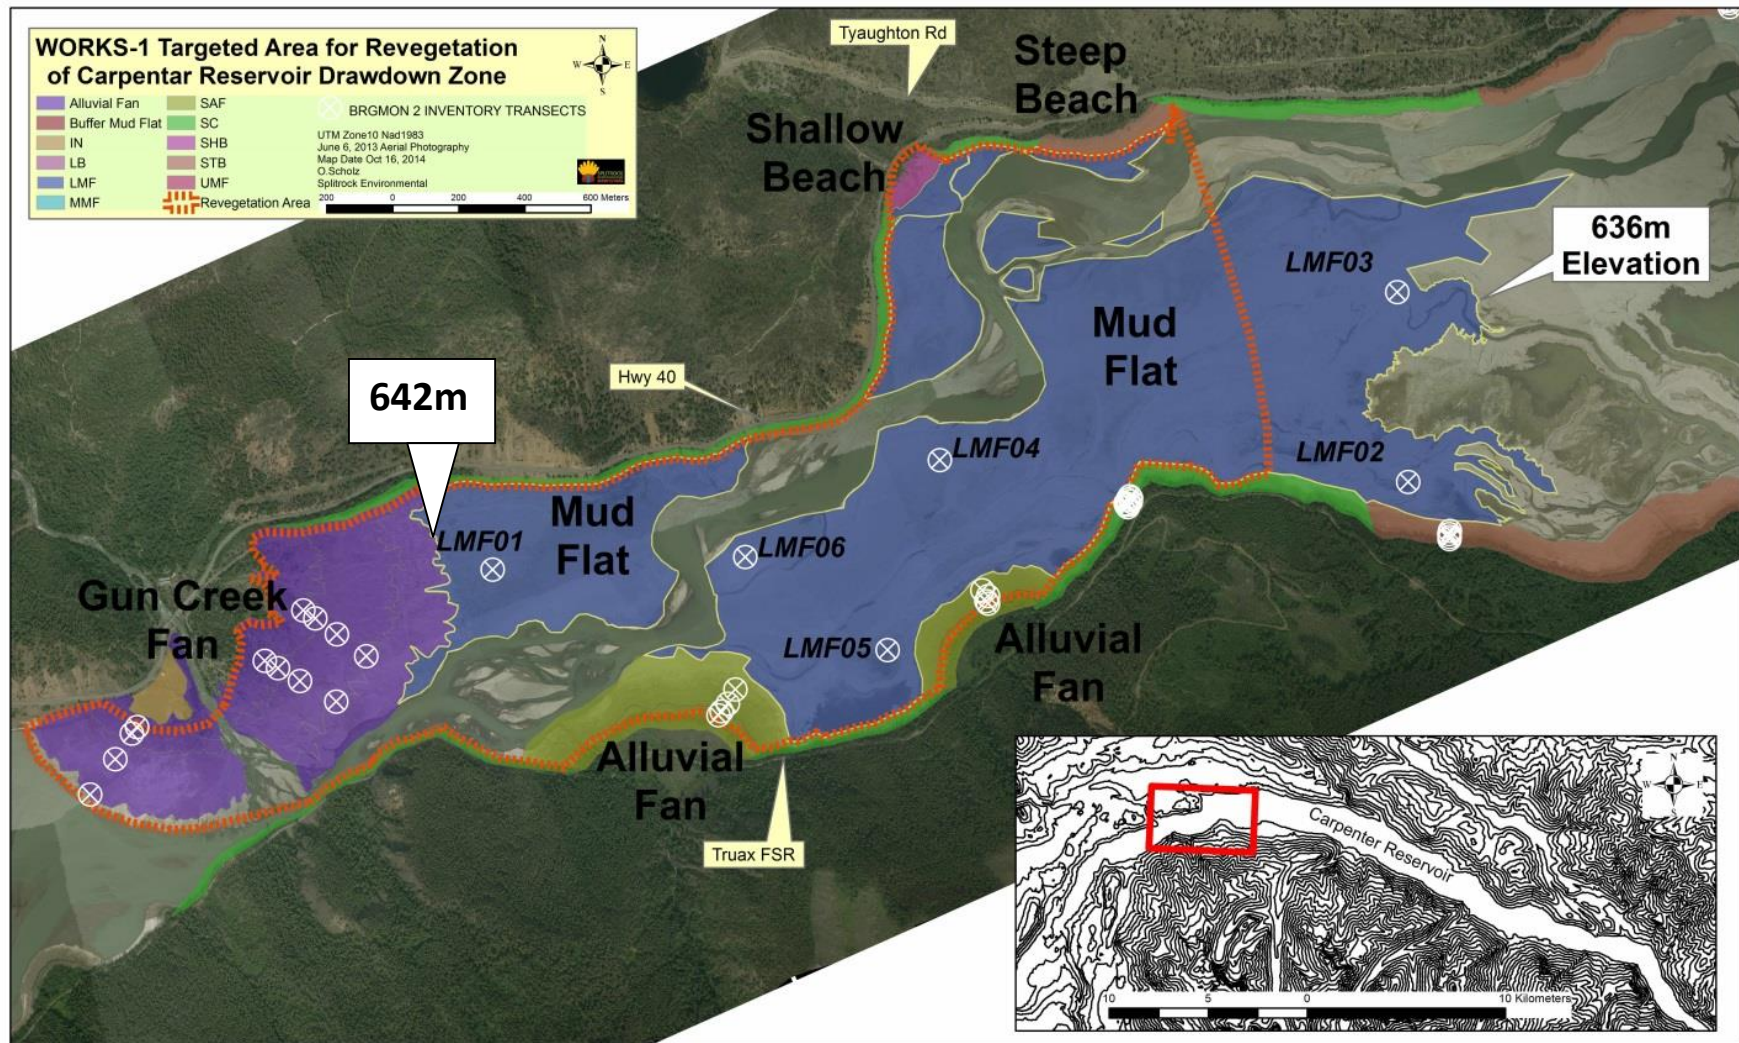 WORKS-1 Targeted Area for Revegetation
of Carpentar Reservoir Drawdown Zone
N
W E
S
Alluvial Fan
Buffer Mud Flat
IN
LB
LMF
MMF
SAF
SC
SHB
STB
UMF
Revegetation Area
BRGMON 2 INVENTORY TRANSECTS
UTM Zone10 Nad1983
June 6, 2013 Aerial Photography
Map Date Oct 16, 2014
O.Scholz
Splitrock Environmental
200 0 200 400 600 Meters
Tyaughton Rd
Steep
Beach
Shallow
Beach
636m
Elevation
LMF03
Mud
Flat
Hwy 40
642m
LMF04
LMF02
Mud
Flat
LMF01
LMF06
Gun Creek
Fan
LMF05
Alluvial
Fan
Alluvial
Fan
Truax FSR
N
W E
S
Carpenter Reservoir
10 5 0 10 Kilometers